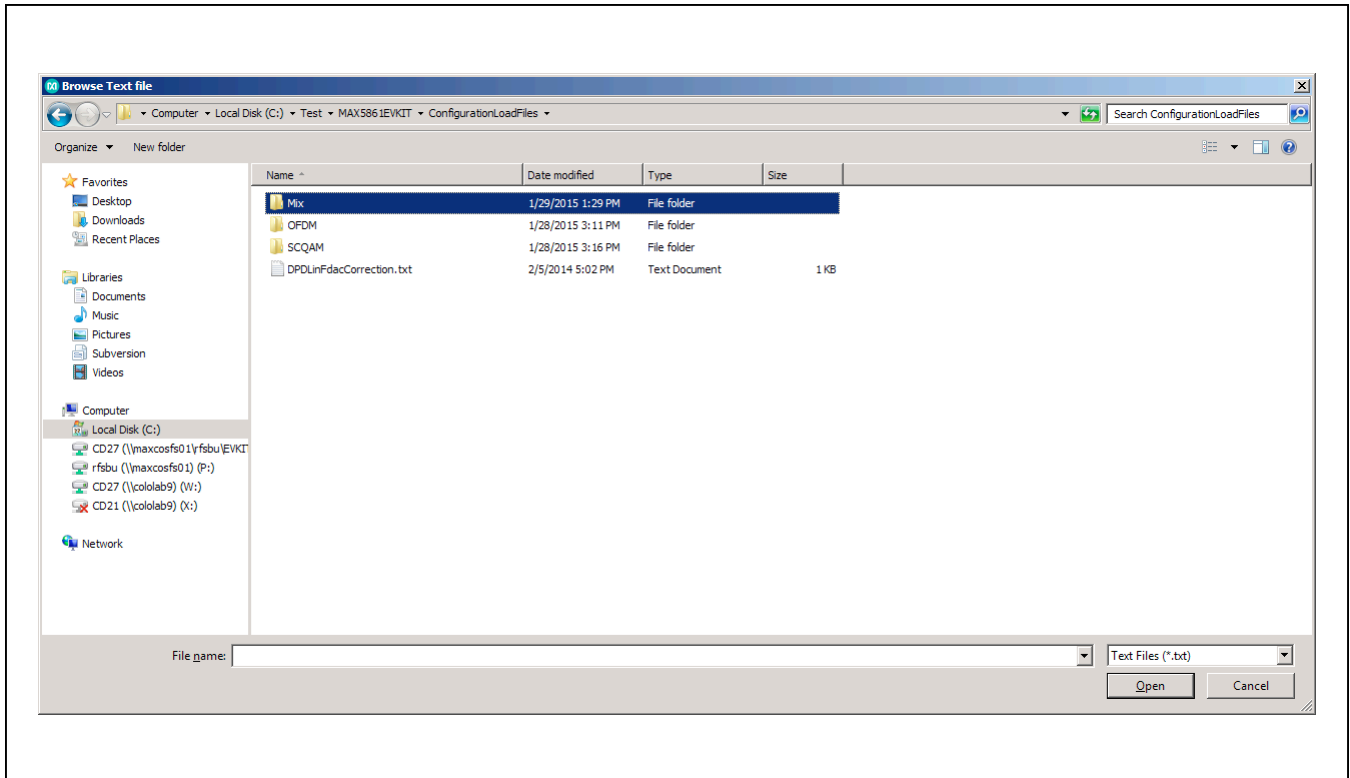 Browse Text file
Computer Local Disk (C:) Test MAX5861EVKIT ConfigurationLoadFiles Search ConfigurationLoadFiles
Organize New folder
Name Date modified Type Size
Favorites
Desktop
Downloads
Recent Places
Libraries
Documents
Music
Pictures
Subversion
Videos
Computer
Local Disk (C:)
CD27 (\\maxcosfs01\rfsbu\EVKIT
rfsbu (\\maxcosfs01) (P:)
CD27 (\\cololab9) (W:)
CD21 (\\cololab9) (X:)
Network
Mix 1/29/2015 1:29 PM File folder
OFDM 1/28/2015 3:11 PM File folder
SCQAM 1/28/2015 3:16 PM File folder
DPDLinFdacCorrection.txt 2/5/2014 5:02 PM Text Document 1 KB
File name: Text Files (*.txt)
Open Cancel